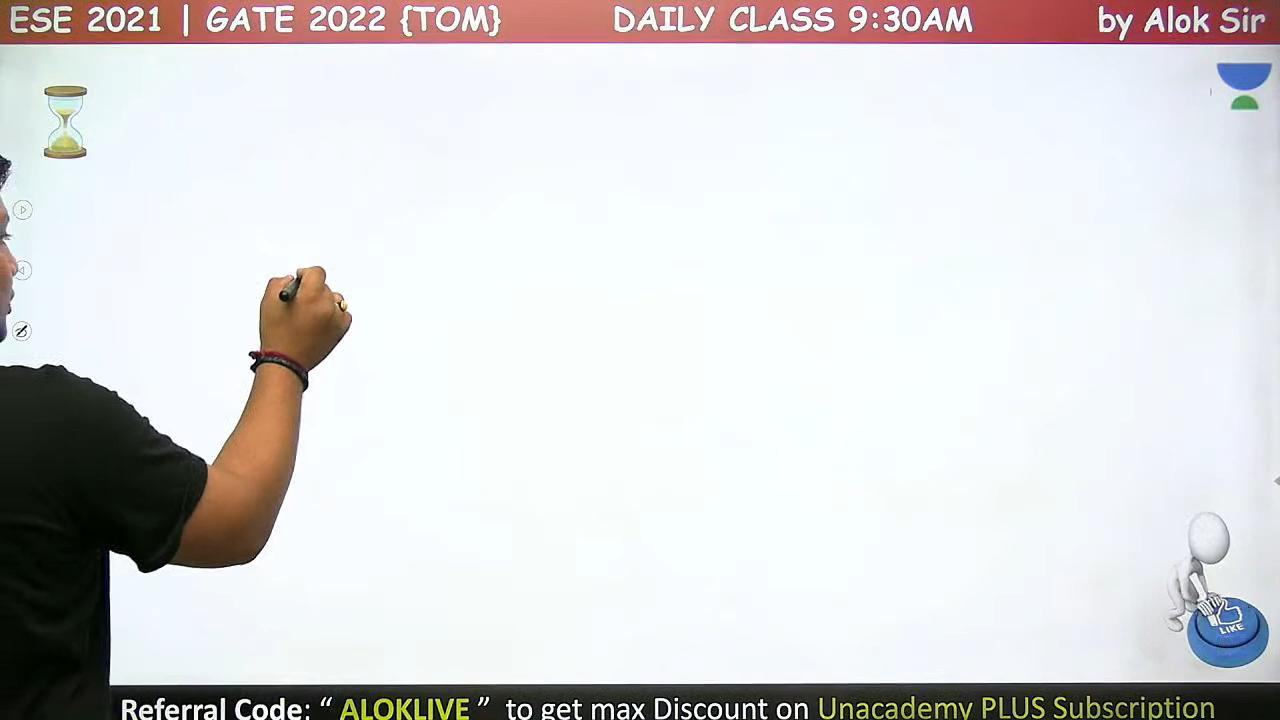 ESE 2021 | GATE 2022 {TOM} DAILY CLASS 9:30AM by Alok Sir
LIKE
Referral Code: “ ALOKLIVE ” to get max Discount on Unacademy PLUS Subscription